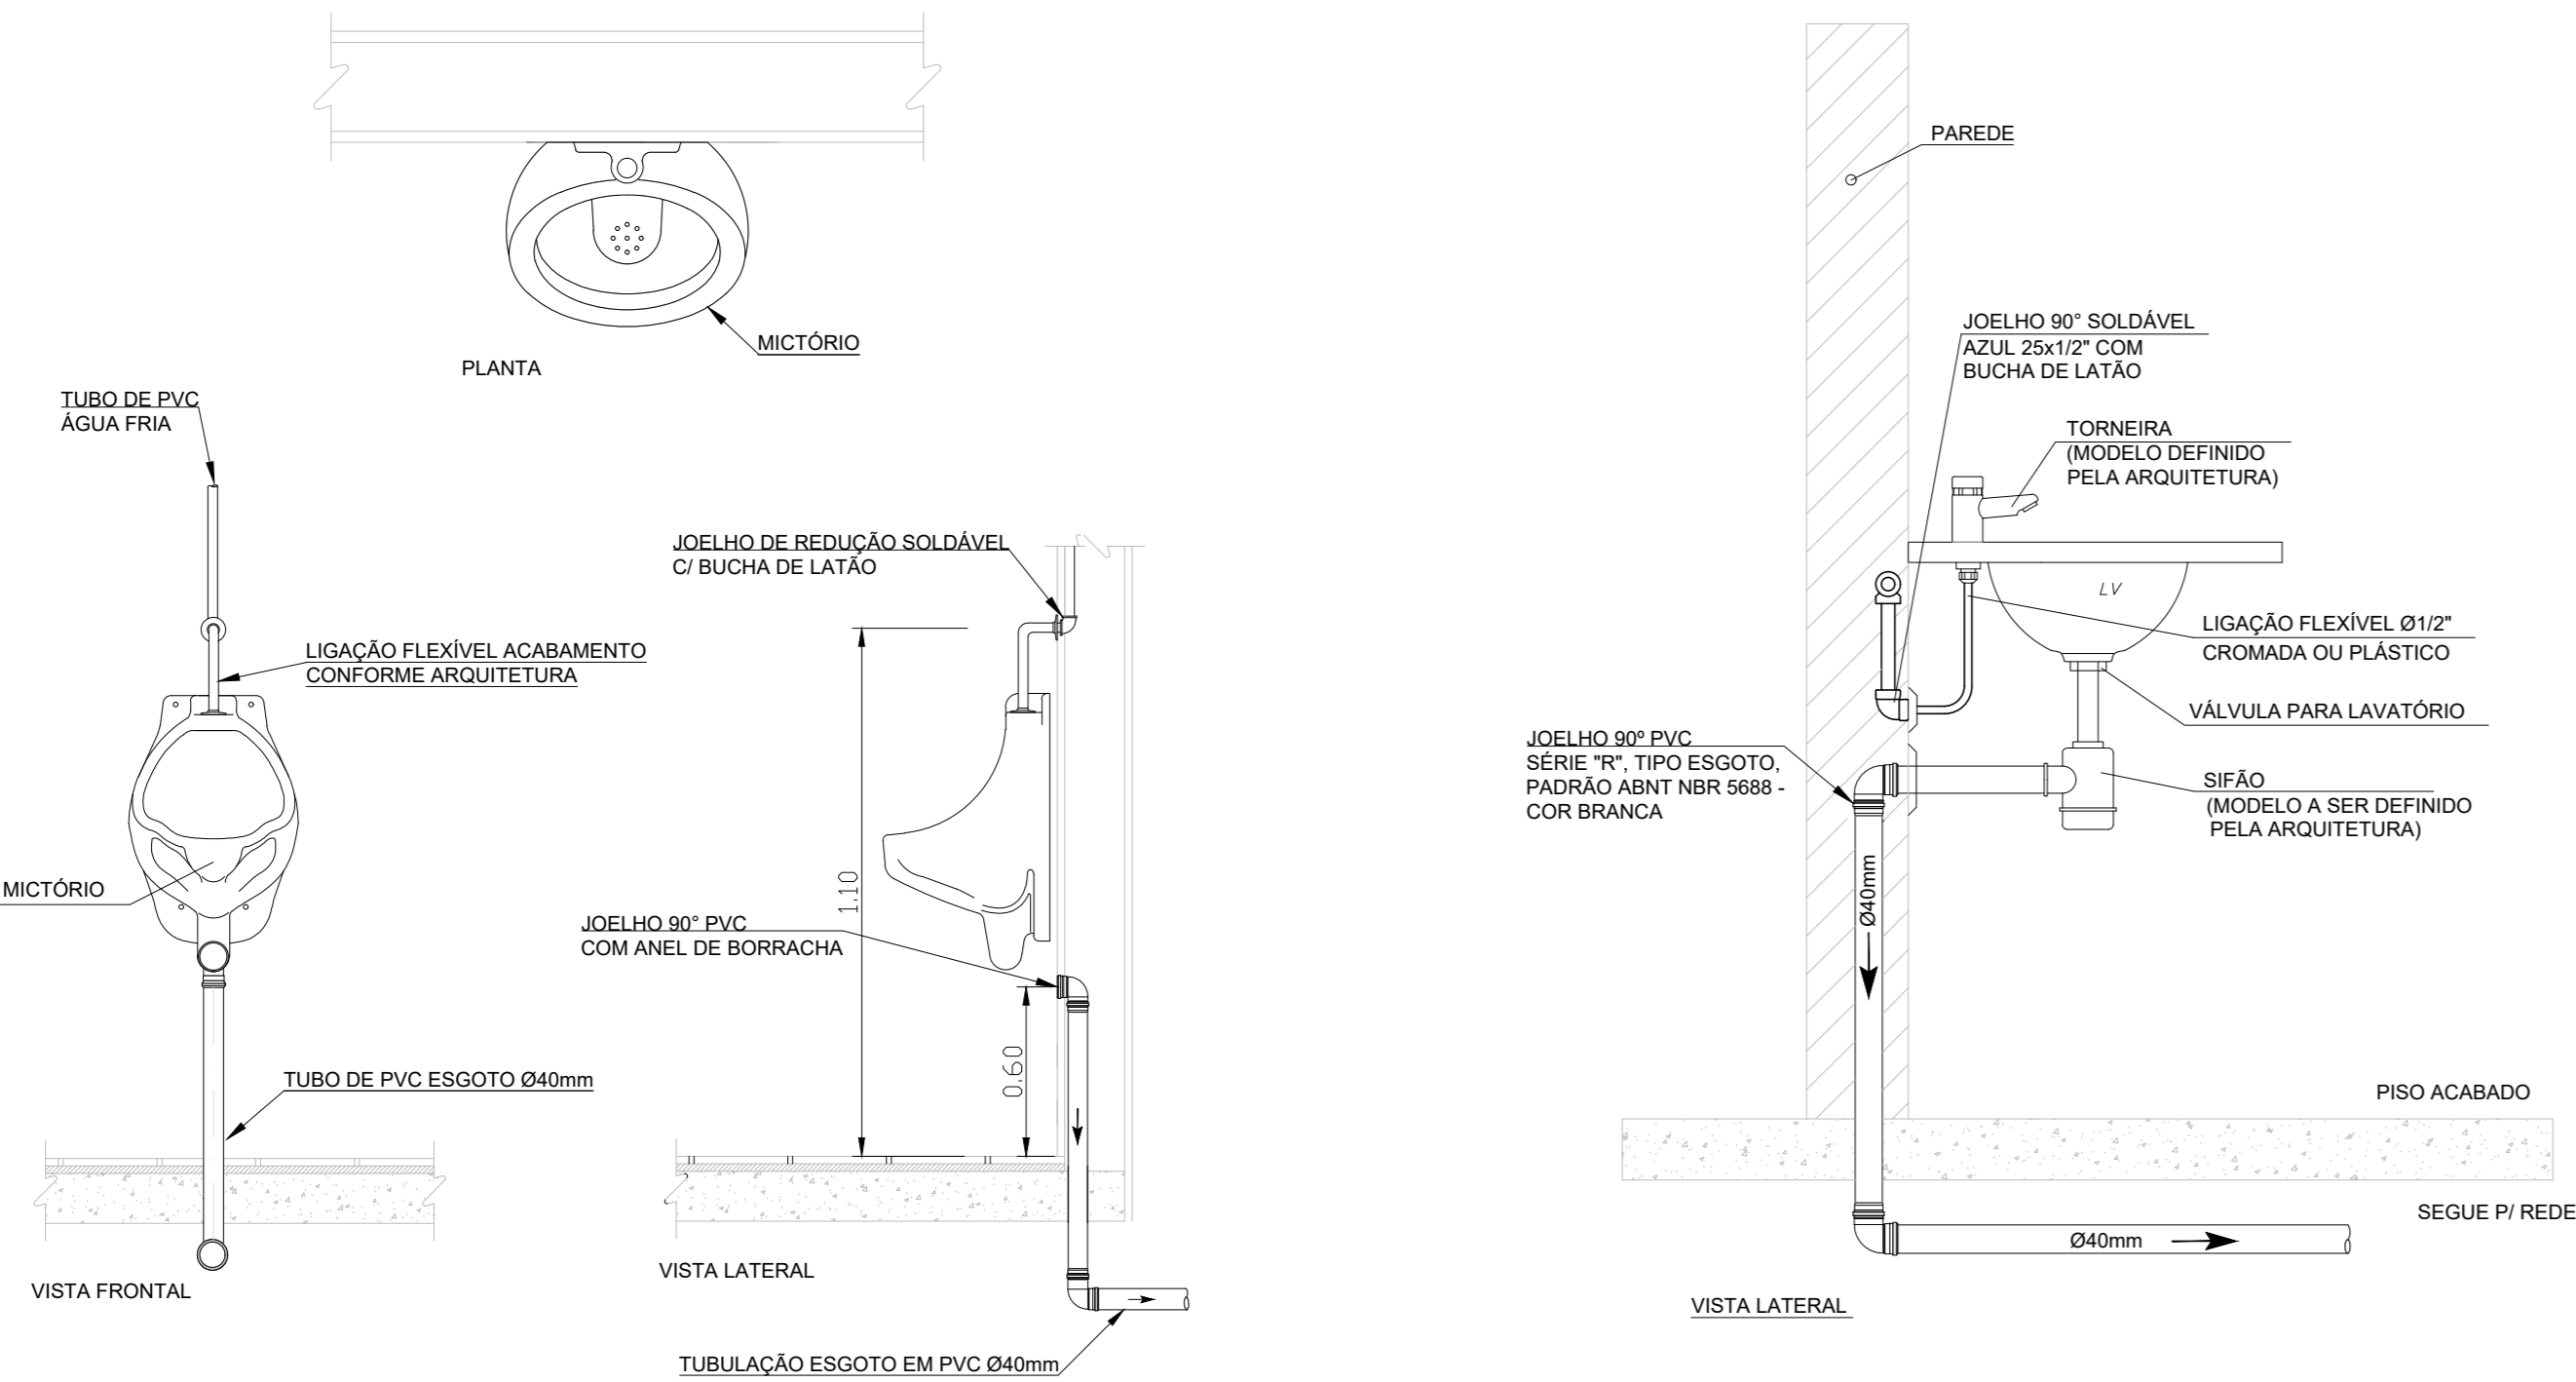 MICTÓRIO
PLANTA
TUBO DE PVC
ÁGUA FRIA
LIGAÇÃO FLEXÍVEL ACABAMENTO
CONFORME ARQUITETURA
MICTÓRIO
TUBO DE PVC ESGOTO Ø40mm
VISTA FRONTAL
JOELHO DE REDUÇÃO SOLDÁVEL
C/ BUCHA DE LATÃO
1.10
JOELHO 90° PVC
COM ANEL DE BORRACHA
0.60
VISTA LATERAL
TUBULAÇÃO ESGOTO EM PVC Ø40mm
PAREDE
JOELHO 90° SOLDÁVEL
AZUL 25x1/2" COM
BUCHA DE LATÃO
TORNEIRA
(MODELO DEFINIDO
PELA ARQUITETURA)
LV
LIGAÇÃO FLEXÍVEL Ø1/2"
CROMADA OU PLÁSTICO
VÁLVULA PARA LAVATÓRIO
JOELHO 90º PVC
SÉRIE "R", TIPO ESGOTO,
PADRÃO ABNT NBR 5688 -
COR BRANCA
SIFÃO
(MODELO A SER DEFINIDO
PELA ARQUITETURA)
Ø40mm
PISO ACABADO
SEGUE P/ REDE
Ø40mm
VISTA LATERAL